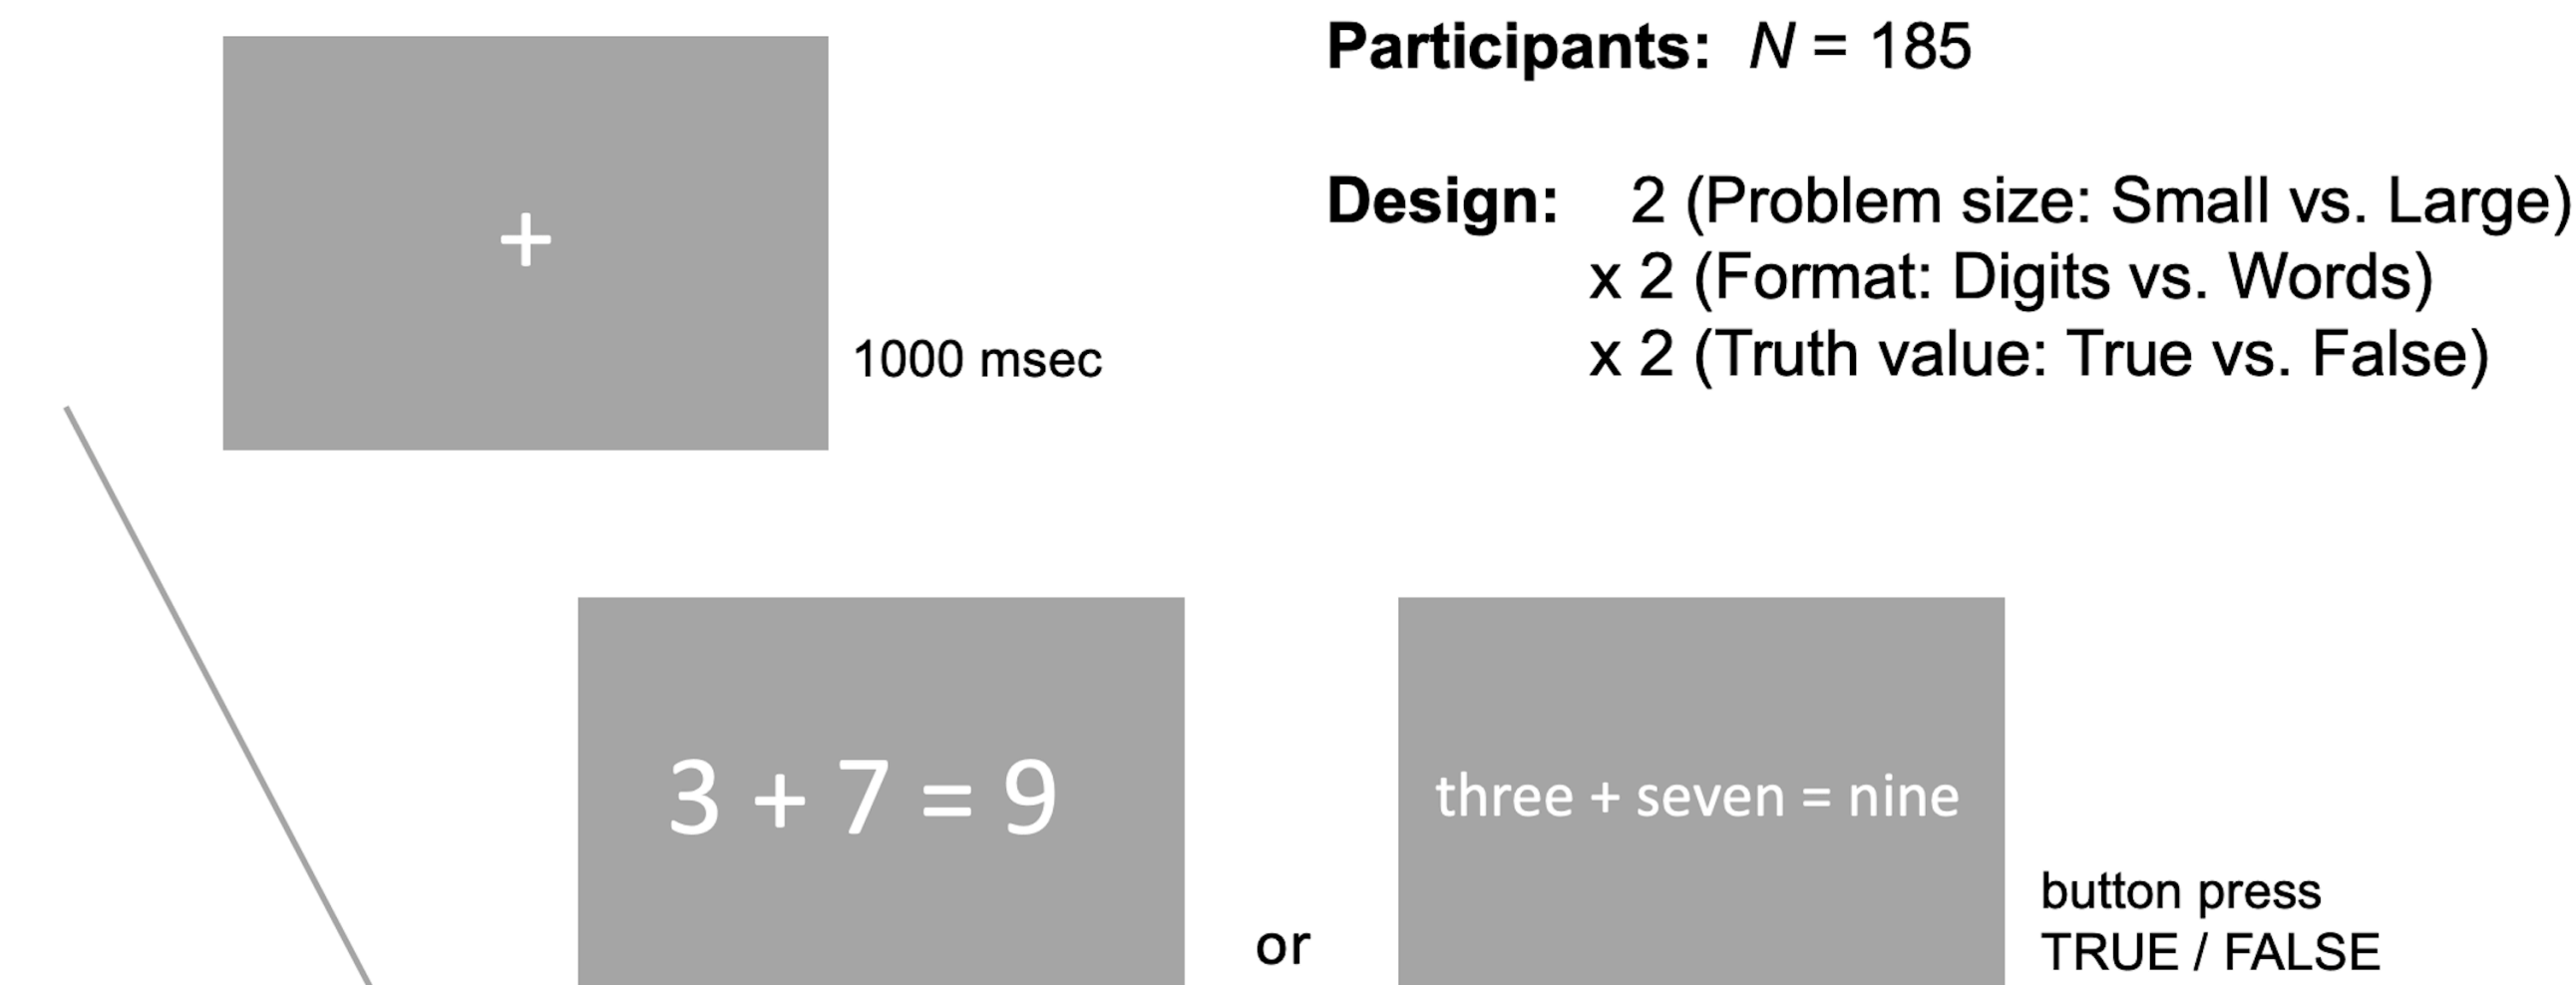 +
1000 msec
Participants: N = 185
Design: 2 (Problem size: Small vs. Large)
x 2 (Format: Digits vs. Words)
x 2 (Truth value: True vs. False)
3 + 7 = 9
or
three + seven = nine
button press
TRUE / FALSE